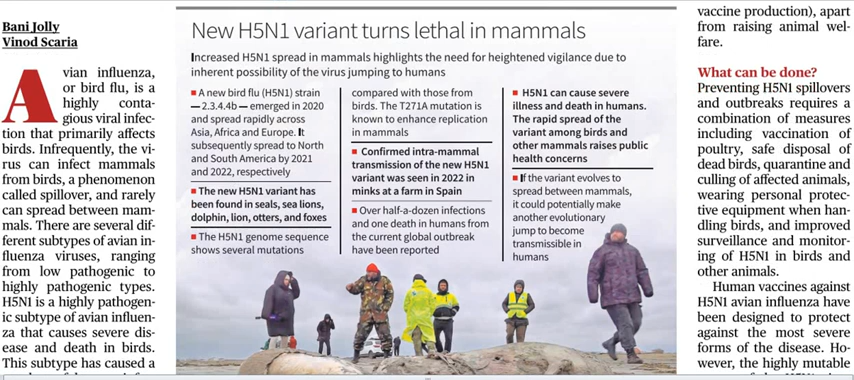 Bani Jolly
Vinod Scaria
Avian influenza,
or bird flu, is a
highly conta-
gious viral infec-
tion that primarily affects
birds. Infrequently, the vi-
rus can infect mammals
from birds, a phenomenon
called spillover, and rarely
can spread between mam-
mals. There are several dif-
ferent subtypes of avian in-
fluenza viruses, ranging
from low pathogenic to
highly pathogenic types.
H5N1 is a highly pathogen-
ic subtype of avian influen-
za that causes severe dis-
ease and death in birds.
This subtype has caused a
New H5N1 variant turns lethal in mammals
Increased H5N1 spread in mammals highlights the need for heightened vigilance due to
inherent possibility of the virus jumping to humans
■ A new bird flu (H5N1) strain
— 2.3.4.4b — emerged in 2020
and spread rapidly across
Asia, Africa and Europe. It
subsequently spread to North
and South America by 2021
and 2022, respectively
■ The new H5N1 variant has
been found in seals, sea lions,
dolphin, lion, otters, and foxes
■ The H5N1 genome sequence
shows several mutations
compared with those from
birds. The T271A mutation is
known to enhance replication
in mammals
■ Confirmed intra-mammal
transmission of the new H5N1
variant was seen in 2022 in
minks at a farm in Spain
■ Over half-a-dozen infections
and one death in humans from
the current global outbreak
have been reported
■ H5N1 can cause severe
illness and death in humans.
The rapid spread of the
variant among birds and
other mammals raises public
health concerns
■ If the variant evolves to
spread between mammals,
it could potentially make
another evolutionary
jump to become
transmissible in
humans
vaccine production), apart
from raising animal wel-
fare.
What can be done?
Preventing H5N1 spillovers
and outbreaks requires a
combination of measures
including vaccination of
poultry, safe disposal of
dead birds, quarantine and
culling of affected animals,
wearing personal protec-
tive equipment when han-
dling birds, and improved
surveillance and monitor-
ing of H5N1 in birds and
other animals.
Human vaccines against
H5N1 avian influenza have
been designed to protect
against the most severe
forms of the disease. Ho-
wever, the highly mutable